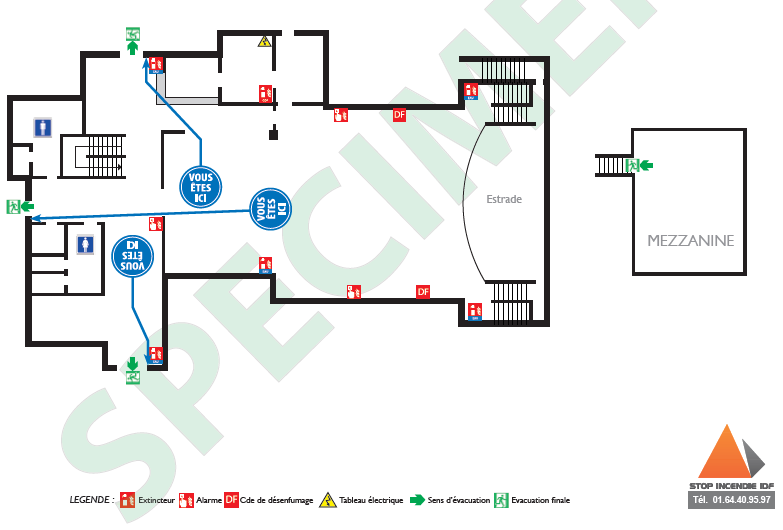 SPECIMEN
VOUS
ÊTES
ICI
VOUS
ÊTES
ICI
VOUS
ÊTES
ICI
DF
DF
Estrade
MEZZANINE
LEGENDE : Extincteur Alarme DF Cde de désenfumage Tableau électrique Sens d'évacuation Evacuation finale
STOP INCENDIE IDF
Tél. 01.64.40.95.97